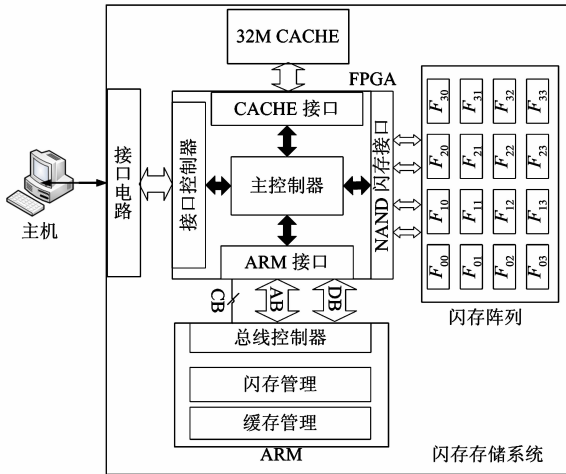 32M CACHE
FPGA
CACHE 接口
接口电路
接口控制器
主控制器
NAND 闪存接口
主机
ARM 接口
CB
AB
DB
总线控制器
闪存管理
缓存管理
ARM
F30 F31 F32 F33
F20 F21 F22 F23
F10 F11 F12 F13
F00 F01 F02 F03
闪存阵列
闪存存储系统